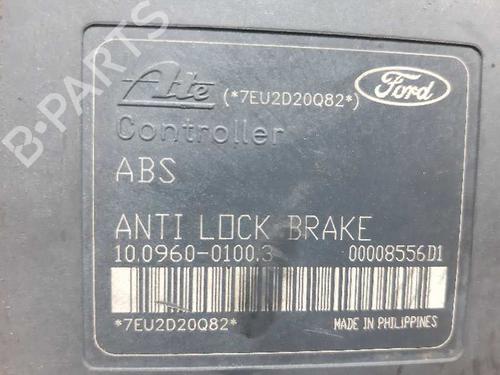 Ate (*7EU2D20Q82*) Ford
Controller
ABS
ANTI LOCK BRAKE
10.0960-0100.3 00008556D1
*7EU2D20Q82* MADE IN PHILIPPINES
B-PARTS